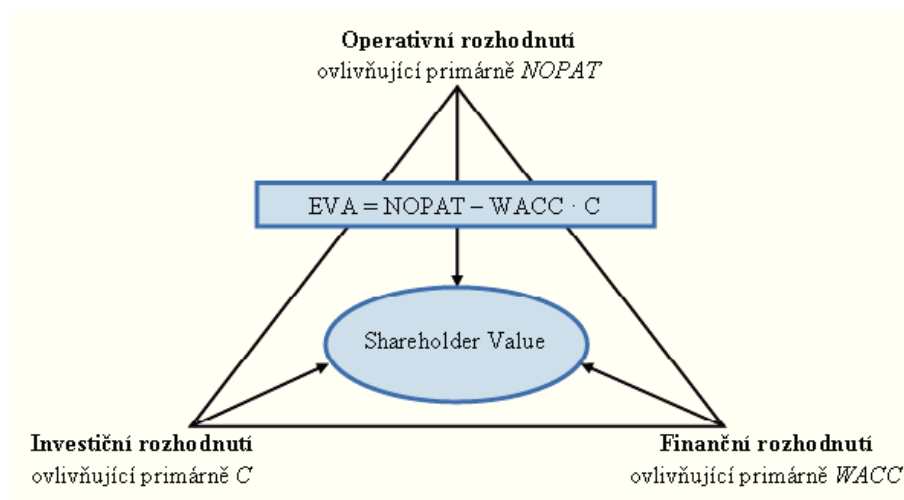 Operativní rozhodnutí
ovlivňující primárně NOPAT
EVA = NOPAT – WACC · C
Shareholder Value
Investiční rozhodnutí
ovlivňující primárně C
Finanční rozhodnutí
ovlivňující primárně WACC